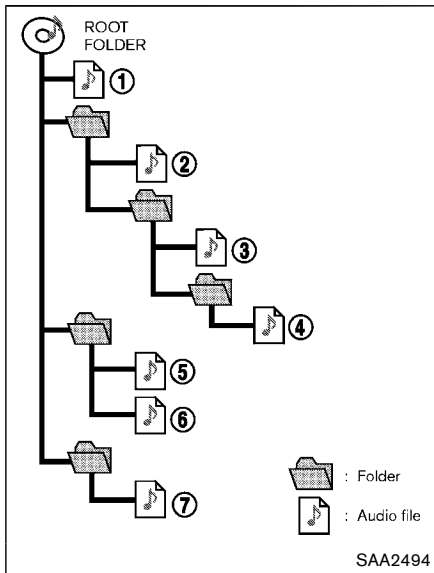 ROOT
FOLDER
1
2
3
4
5
6
7
: Folder
: Audio file
SAA2494